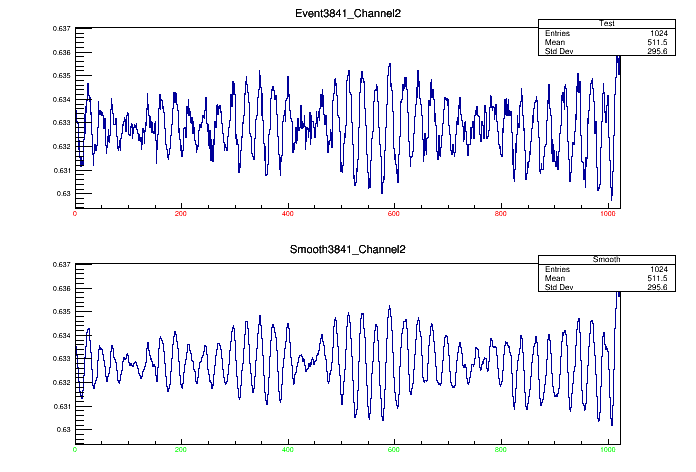 Event3841_Channel2
Test
Entries 1024
Mean 511.5
Std Dev 295.6
0.637
0.636
0.635
0.634
0.633
0.632
0.631
0.63
0 200 400 600 800 1000
Smooth3841_Channel2
Smooth
Entries 1024
Mean 511.5
Std Dev 295.6
0.637
0.636
0.635
0.634
0.633
0.632
0.631
0.63
0 200 400 600 800 1000